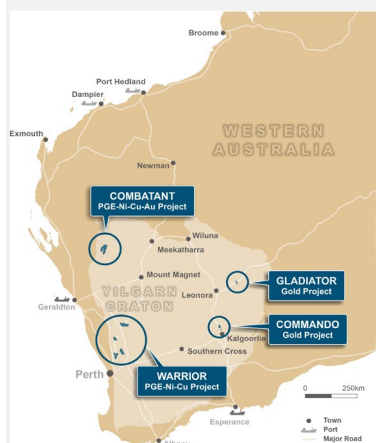 Broome
Port Hedland
Dampier
WESTERN
AUSTRALIA
Exmouth
Newman
COMBATANT
PGE-Ni-Cu-Au Project
Wiluna
Meekatharra
GLADIATOR
Gold Project
Mount Magnet
YILGARN
CRATON
Leonora
Geraldton
COMMANDO
Gold Project
Kalgoorlie
Southern Cross
WARRIOR
PGE-Ni-Cu Project
Perth
0 250km
Town
Port
Major Road
Esperance